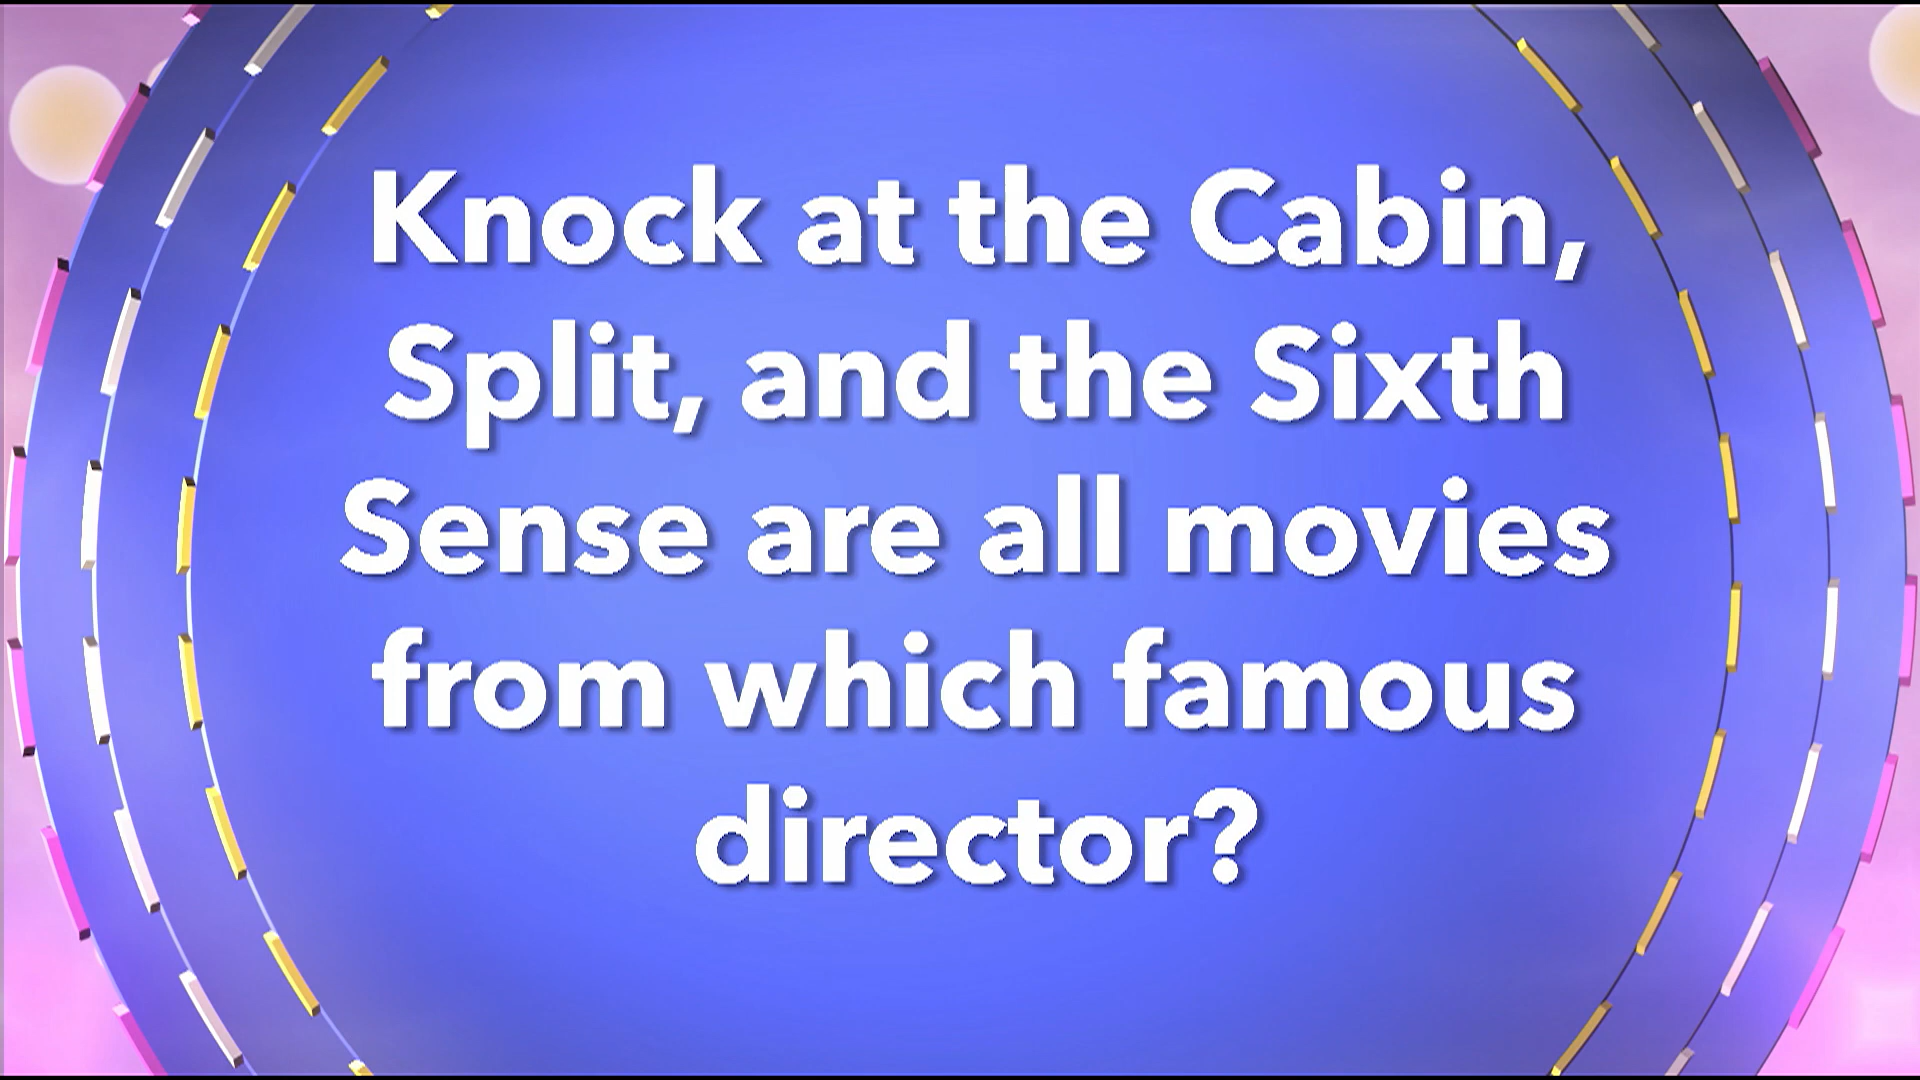 Knock at the Cabin,
Split, and the Sixth
Sense are all movies
from which famous
director?